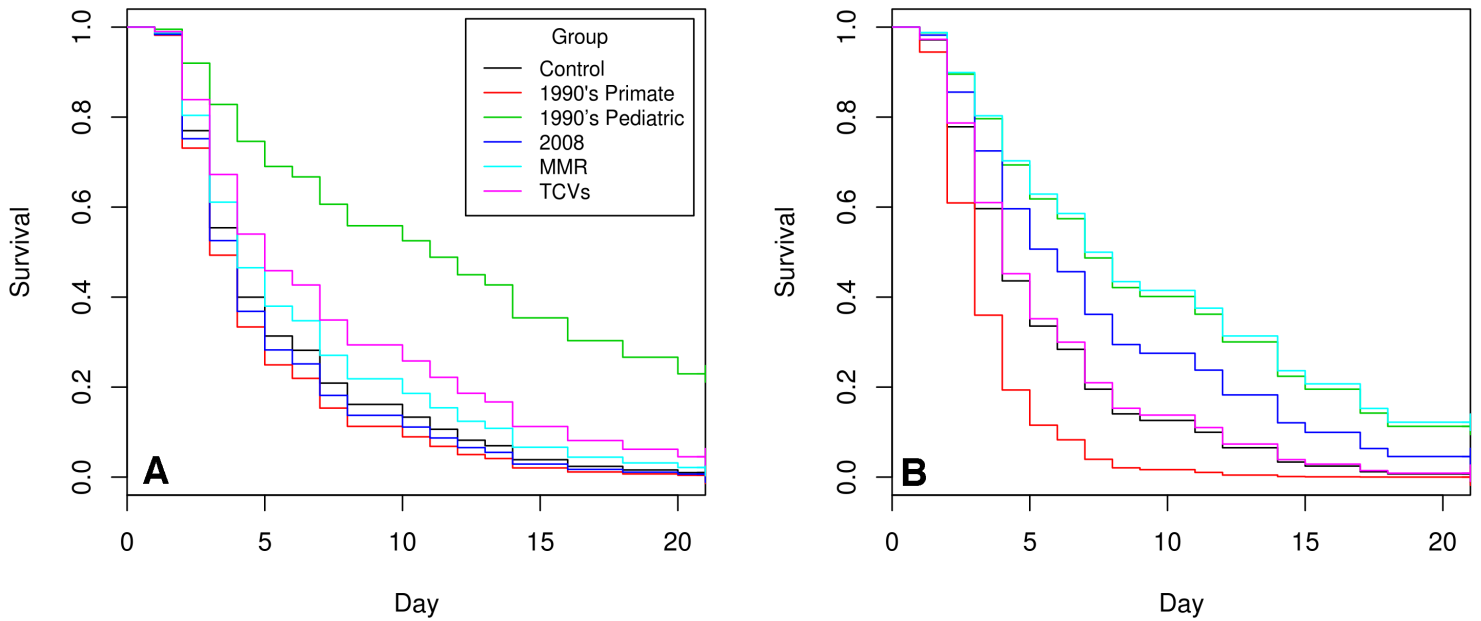 Group
Control
1990's Primate
1990's Pediatric
2008
MMR
TCVs
Survival
1.0
0.8
0.6
0.4
0.2
0.0
A
0 5 10 15 20
Day
Survival
1.0
0.8
0.6
0.4
0.2
0.0
B
0 5 10 15 20
Day